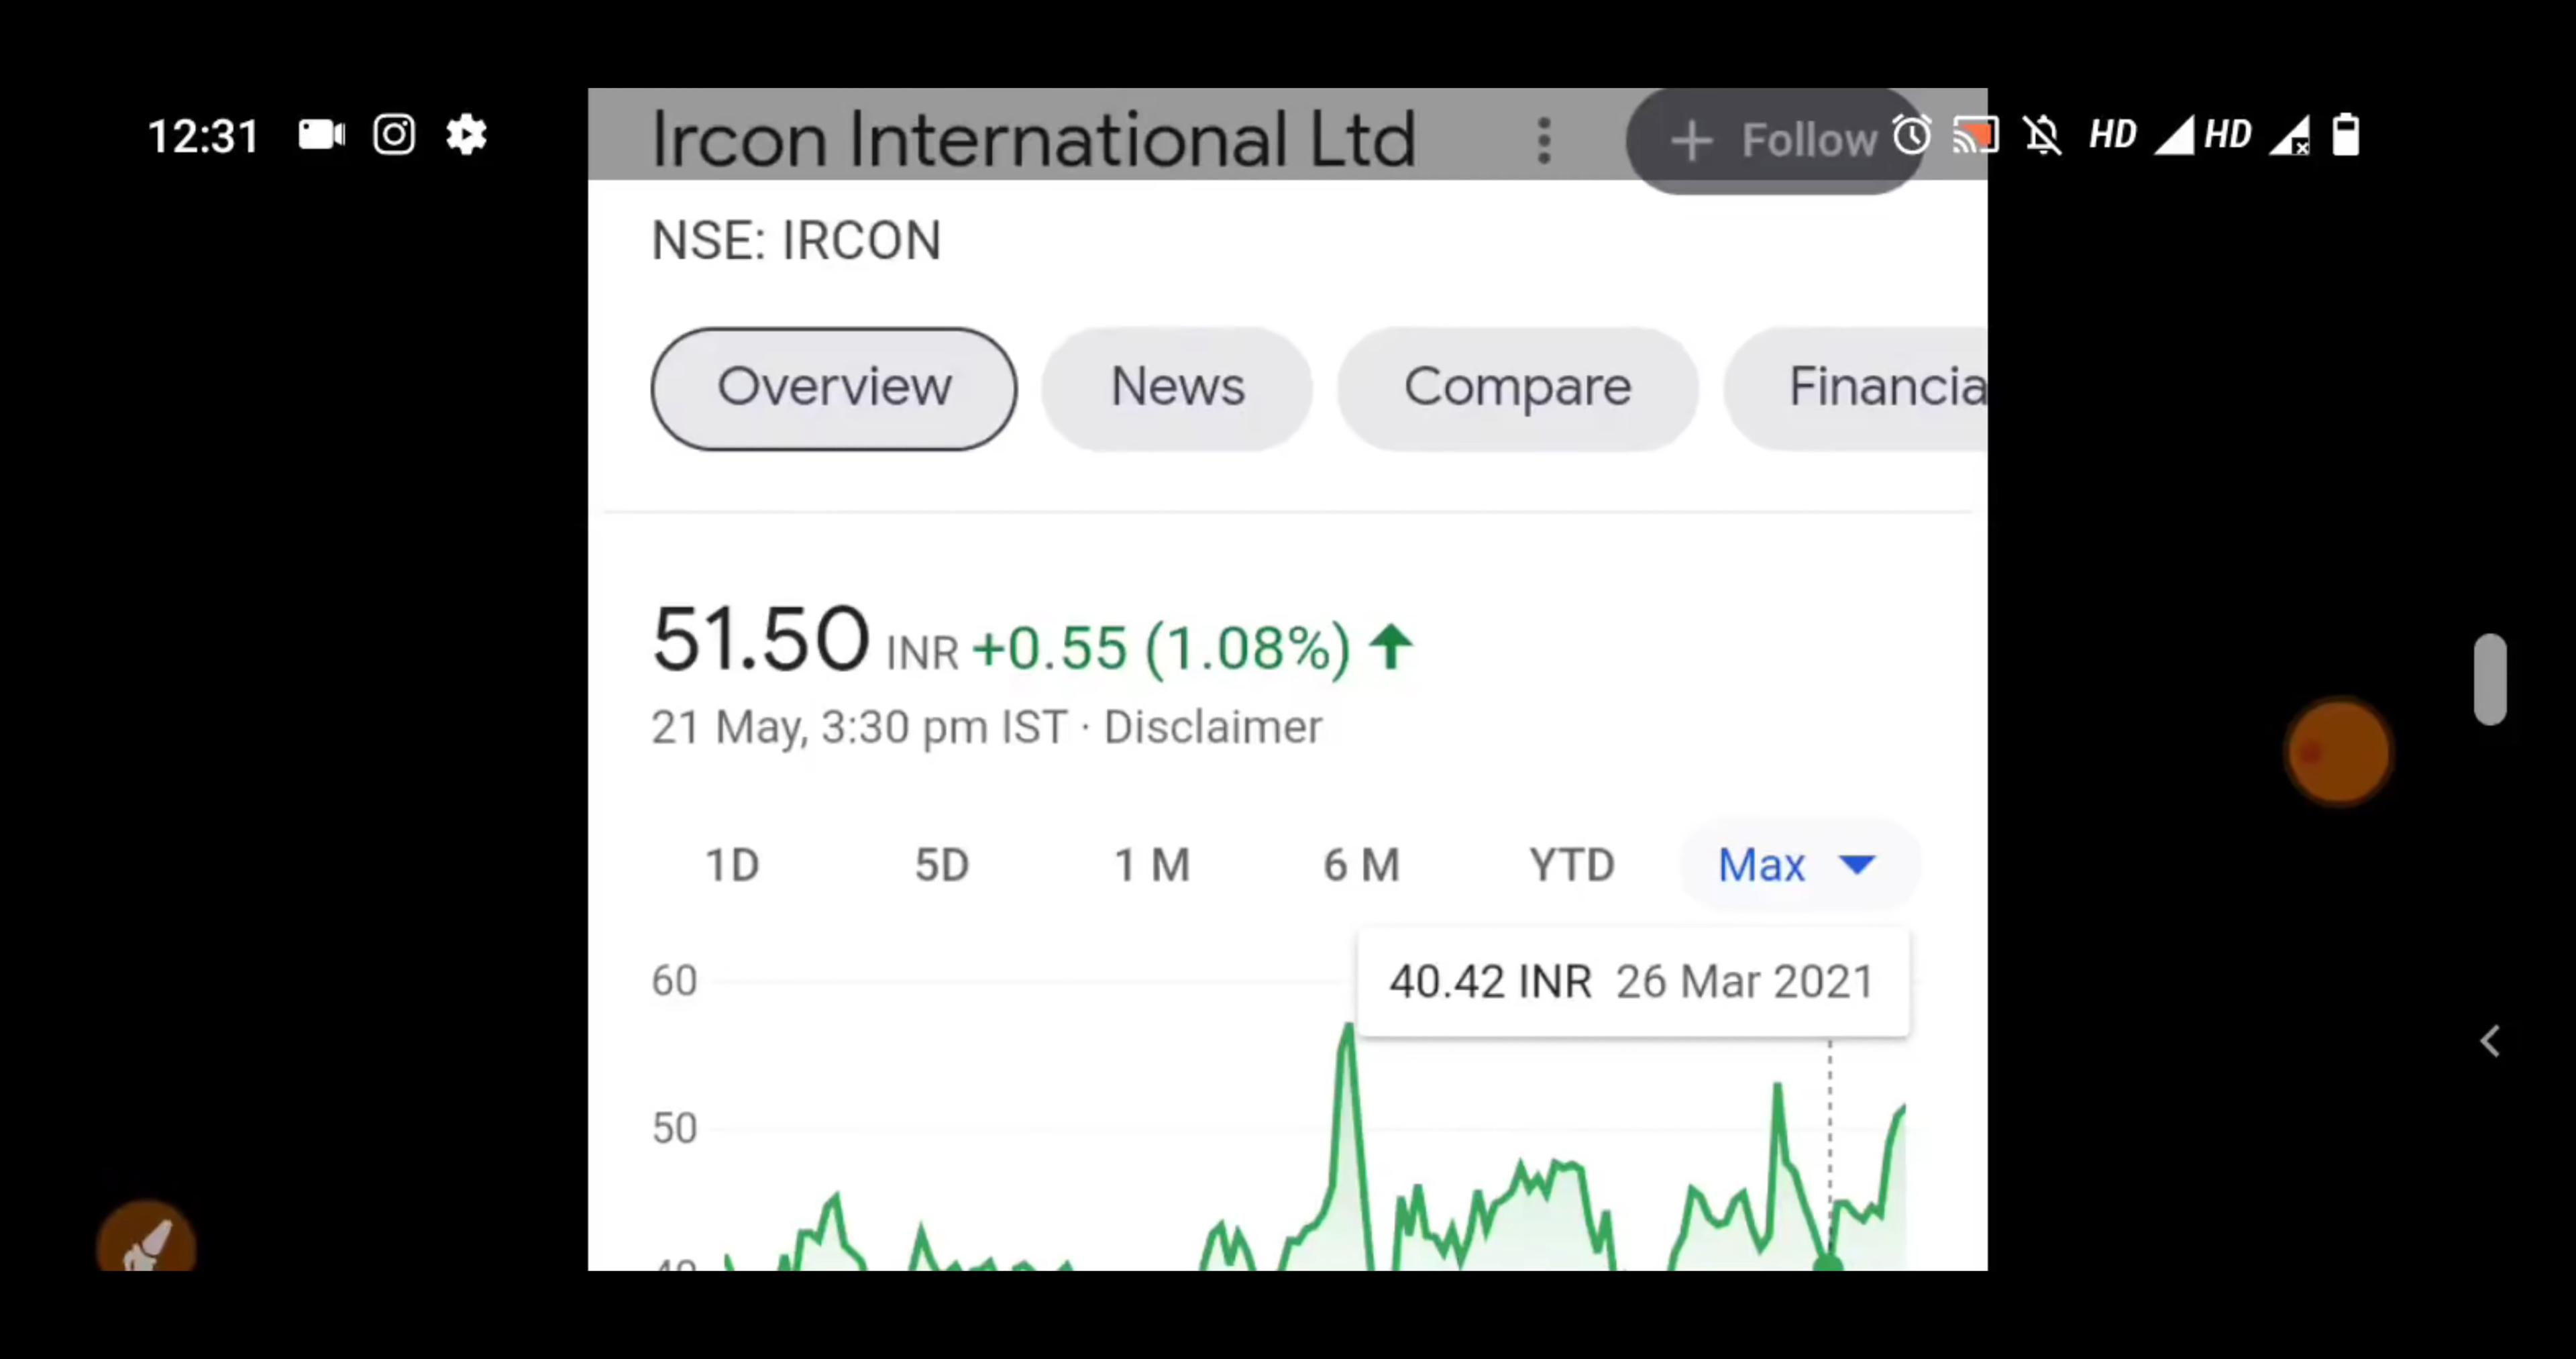 12:31
Ircon International Ltd
+ Follow
HD HD
NSE: IRCON
Overview News Compare Financia
51.50 INR +0.55 (1.08%)
21 May, 3:30 pm IST · Disclaimer
1D 5D 1 M 6 M YTD Max
60
40.42 INR 26 Mar 2021
50
40